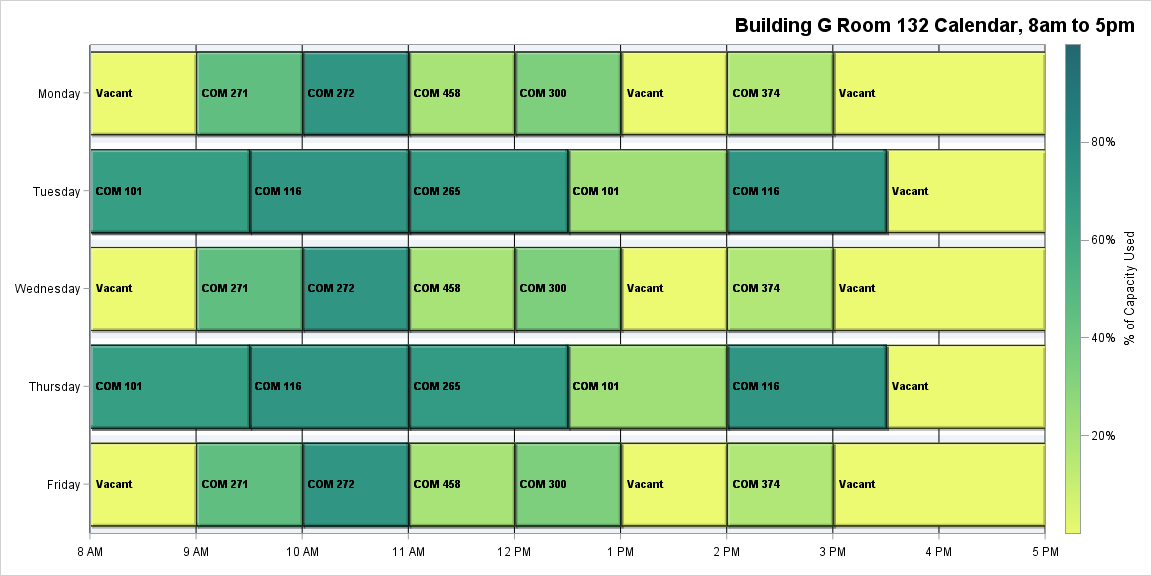 Building G Room 132 Calendar, 8am to 5pm
Monday Vacant COM 271 COM 272 COM 458 COM 300 Vacant COM 374 Vacant
Tuesday COM 101 COM 116 COM 265 COM 101 COM 116 Vacant
Wednesday Vacant COM 271 COM 272 COM 458 COM 300 Vacant COM 374 Vacant
Thursday COM 101 COM 116 COM 265 COM 101 COM 116 Vacant
Friday Vacant COM 271 COM 272 COM 458 COM 300 Vacant COM 374 Vacant
8 AM 9 AM 10 AM 11 AM 12 PM 1 PM 2 PM 3 PM 4 PM 5 PM
80%
60%
40%
20%
% of Capacity Used